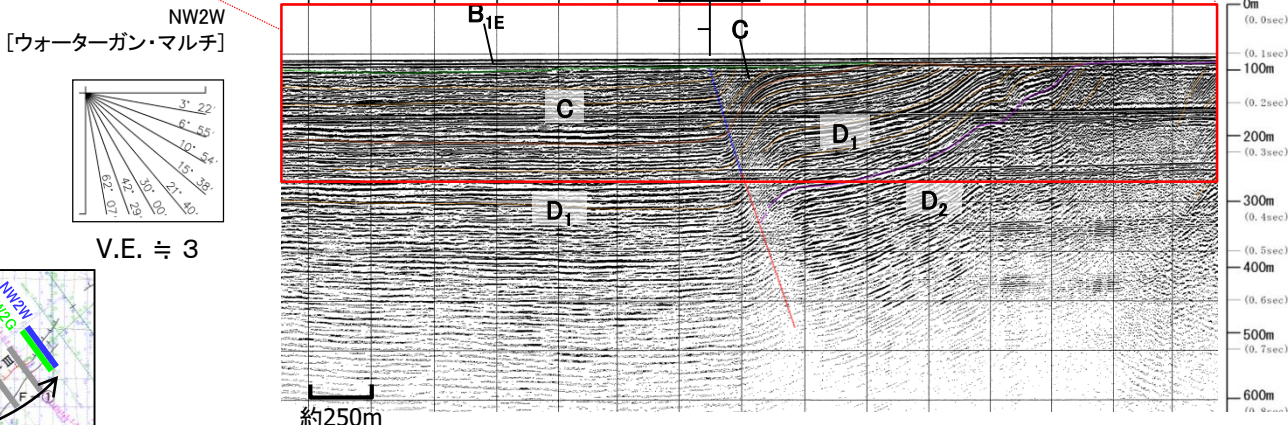 NW2W
[ウォーターガン・マルチ]
3° 22′
6° 55′
10° 54′
15° 38′
21° 40′
30° 00′
42° 29′
62° 07′
V.E. ≒ 3
NW2W
B1E
C
C
D1
D1
D2
約250m
0m
(0.0sec)
(0.1sec)
100m
(0.2sec)
200m
(0.3sec)
300m
(0.4sec)
(0.5sec)
400m
(0.6sec)
500m
(0.7sec)
600m
(0.8sec)